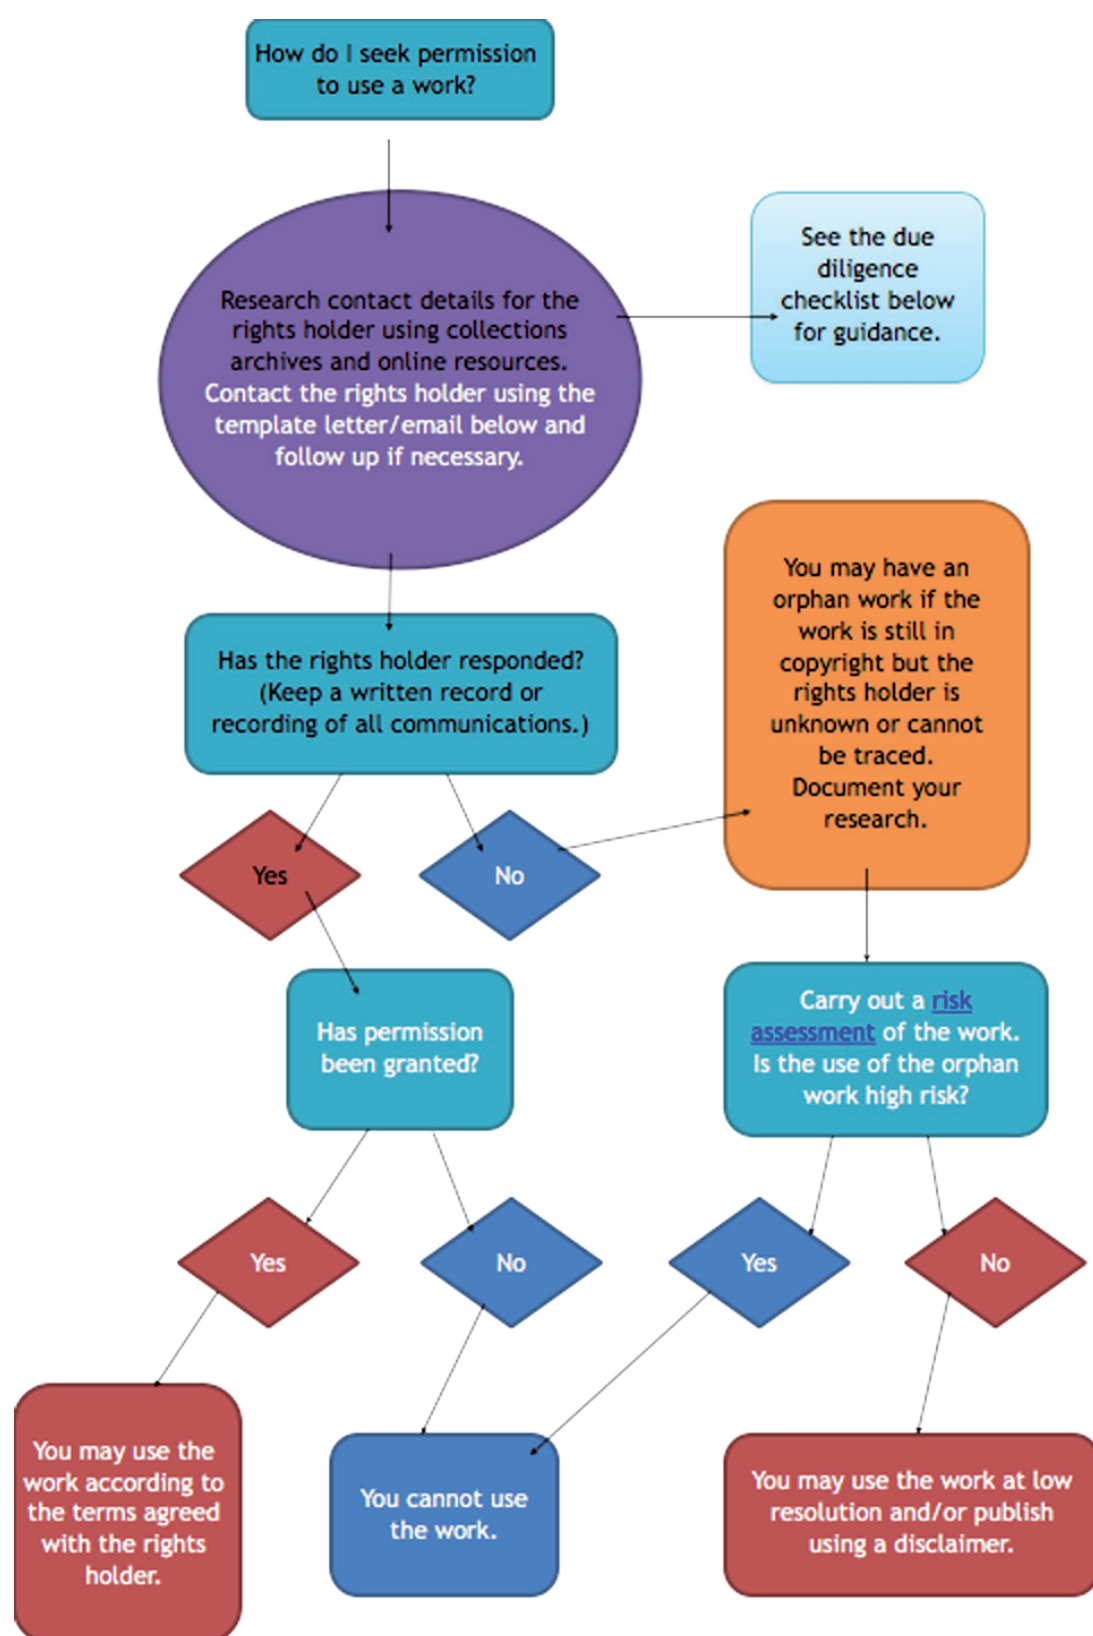 How do I seek permission
to use a work?
Research contact details for the
rights holder using collections
archives and online resources.
Contact the rights holder using the
template letter/email below and
follow up if necessary.
See the due
diligence
checklist below
for guidance.
Has the rights holder responded?
(Keep a written record or
recording of all communications.)
You may have an
orphan work if the
work is still in
copyright but the
rights holder is
unknown or cannot
be traced.
Document your
research.
Yes
No
Has permission
been granted?
Carry out a risk
assessment of the work.
Is the use of the orphan
work high risk?
Yes
No
Yes
No
You may use the
work according to
the terms agreed
with the rights
holder.
You cannot use
the work.
You may use the work at low
resolution and/or publish
using a disclaimer.